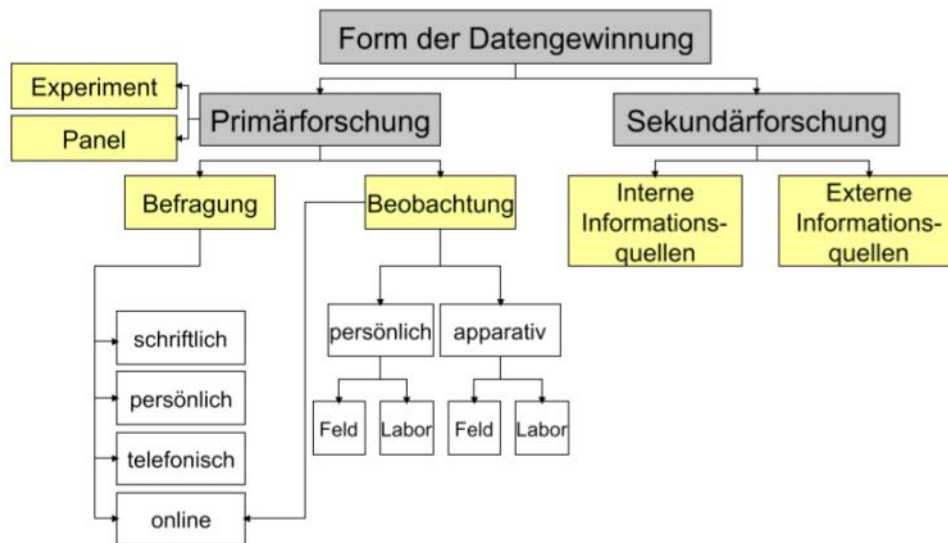 Form der Datengewinnung
Experiment
Panel
Primärforschung
Sekundärforschung
Befragung
Beobachtung
Interne
Informations-
quellen
Externe
Informations-
quellen
schriftlich
persönlich
telefonisch
online
persönlich
apparativ
Feld
Labor
Feld
Labor